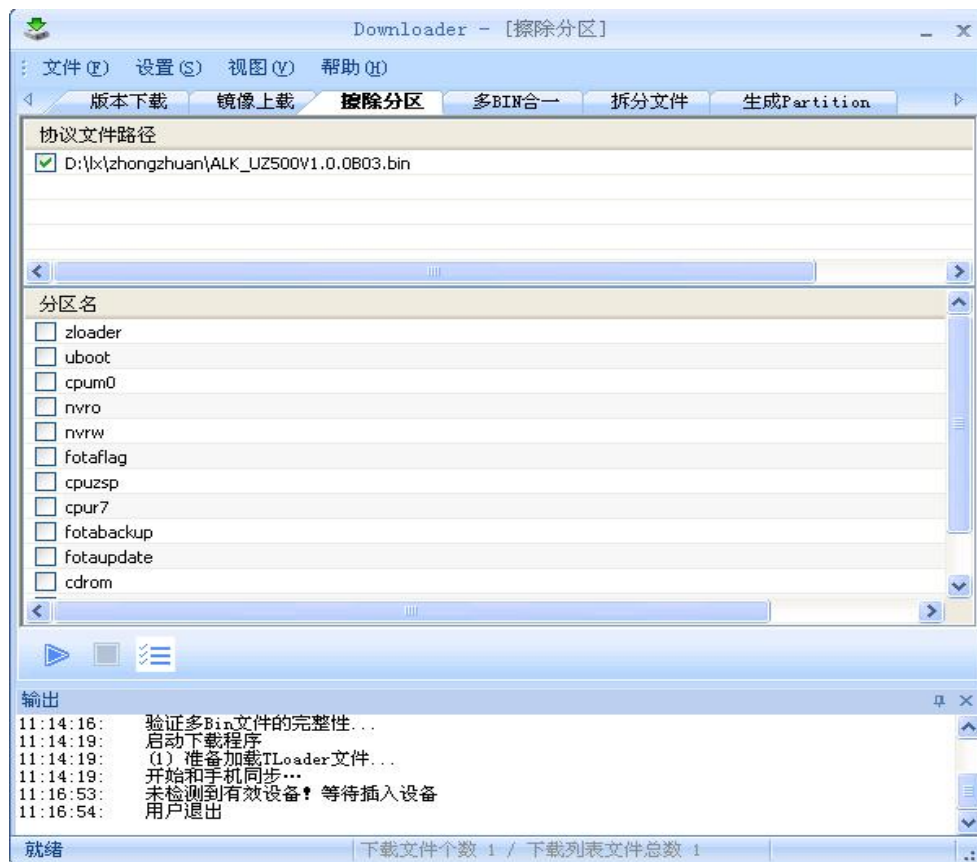 Downloader - [擦除分区]
文件(F) 设置(S) 视图(V) 帮助(H)
版本下载 镜像上载 擦除分区 多BIN合一 拆分文件 生成Partition
协议文件路径
D:\lx\zhongzhuan\ALK_UZ500V1.0.0B03.bin
分区名
zloader
uboot
cpum0
nvro
nvrw
fotaflag
cpuzsp
cpur7
fotabackup
fotaupdate
cdrom
输出
11:14:16: 验证多Bin文件的完整性...
11:14:19: 启动下载程序
11:14:19: (1) 准备加载TLoader文件...
11:14:19: 开始和手机同步…
11:16:53: 未检测到有效设备! 等待插入设备
11:16:54: 用户退出
就绪 下载文件个数 1 / 下载列表文件总数 1